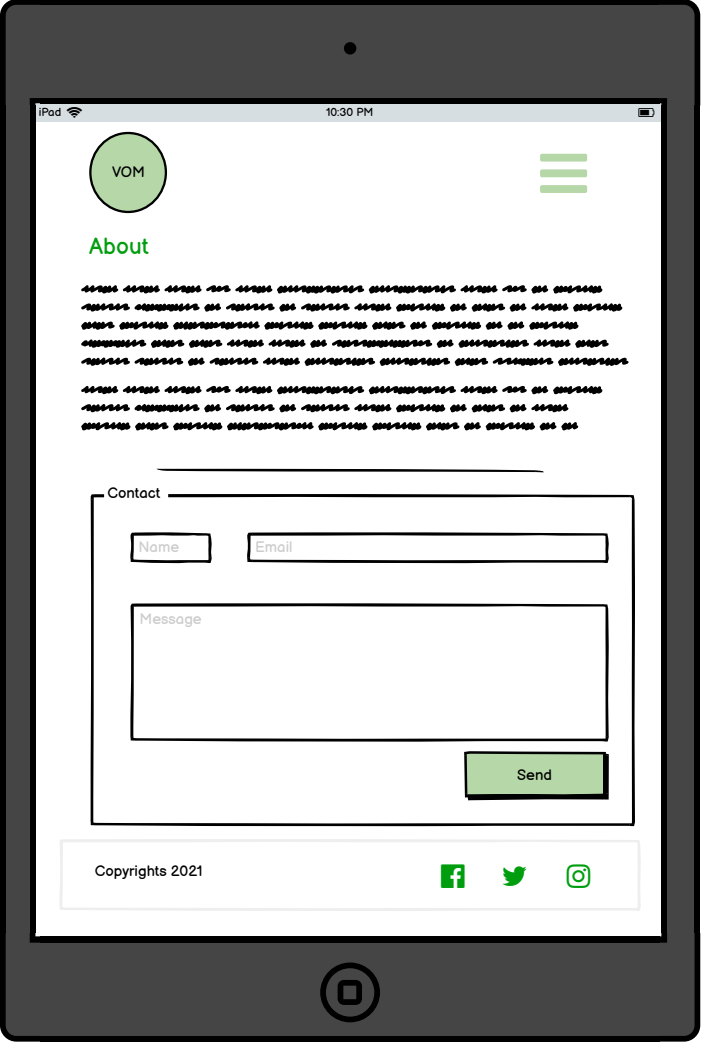 iPad 10:30 PM
VOM
About
Contact
Name Email
Message
Send
Copyrights 2021